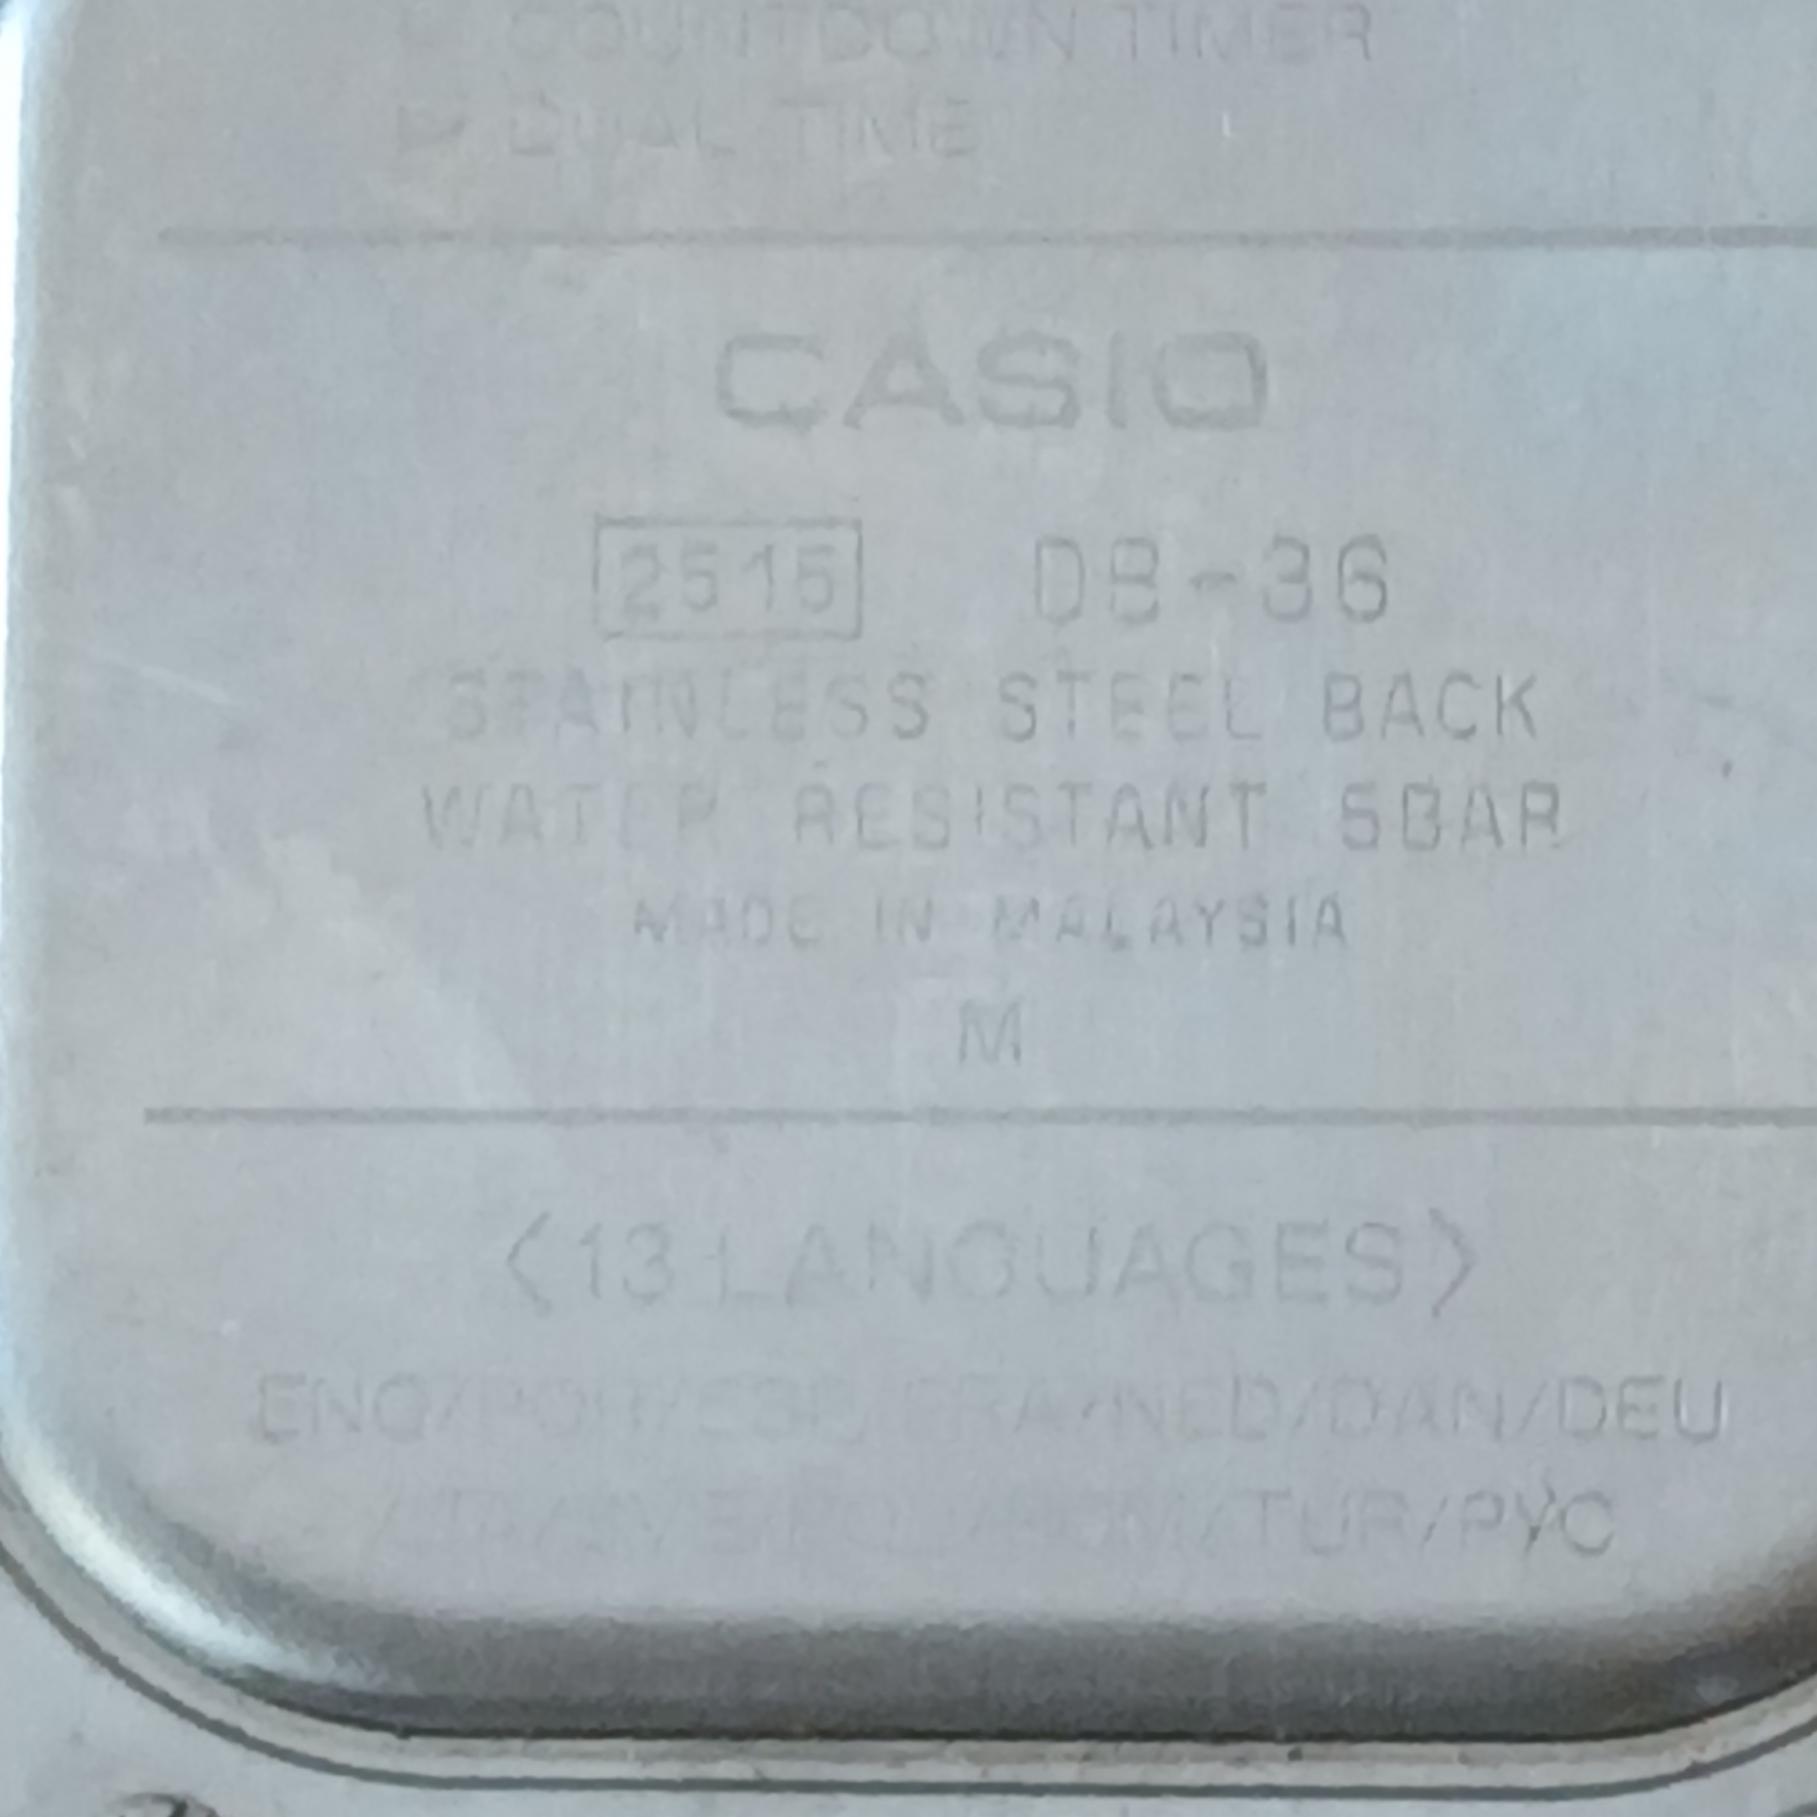 COUNTDOWN TIMER
DUAL TIME
CASIO
2515 DB-36
STAINLESS STEEL BACK
WATER RESISTANT 5BAR
MADE IN MALAYSIA
M
<13 LANGUAGES>
ENG/POR/ESP/FRA/NED/DAN/DEU
/TUR/РУС